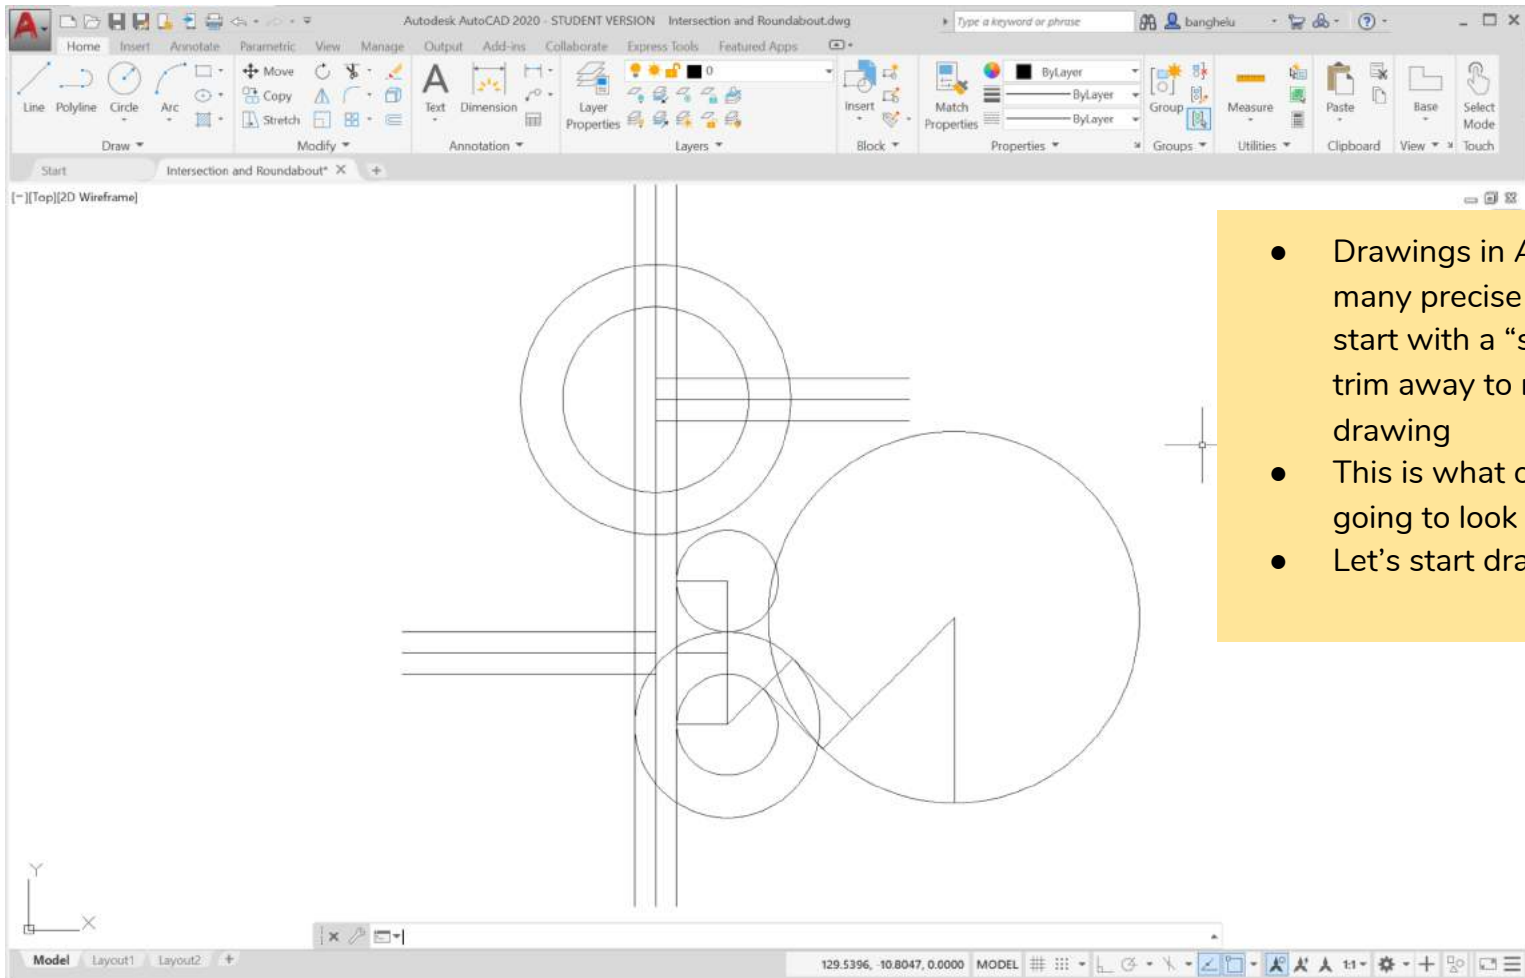 Autodesk AutoCAD 2020 - STUDENT VERSION Intersection and Roundabout.dwg Type a keyword or phrase banghelu
Home Insert Annotate Parametric View Manage Output Add-ins Collaborate Express Tools Featured Apps
Move Copy Stretch
0
ByLayer
ByLayer
ByLayer
Line Polyline Circle Arc Text Dimension Layer Properties Insert Match Properties Group Measure Paste Base Select Mode
Draw Modify Annotation Layers Block Properties Groups Utilities Clipboard View Touch
Start Intersection and Roundabout* +
[-][Top][2D Wireframe]
● Drawings in A
many precise
start with a “s
trim away to
drawing
● This is what
going to look
● Let’s start dra
Y
X
Model Layout1 Layout2 + 129.5396, -10.8047, 0.0000 MODEL 1:1